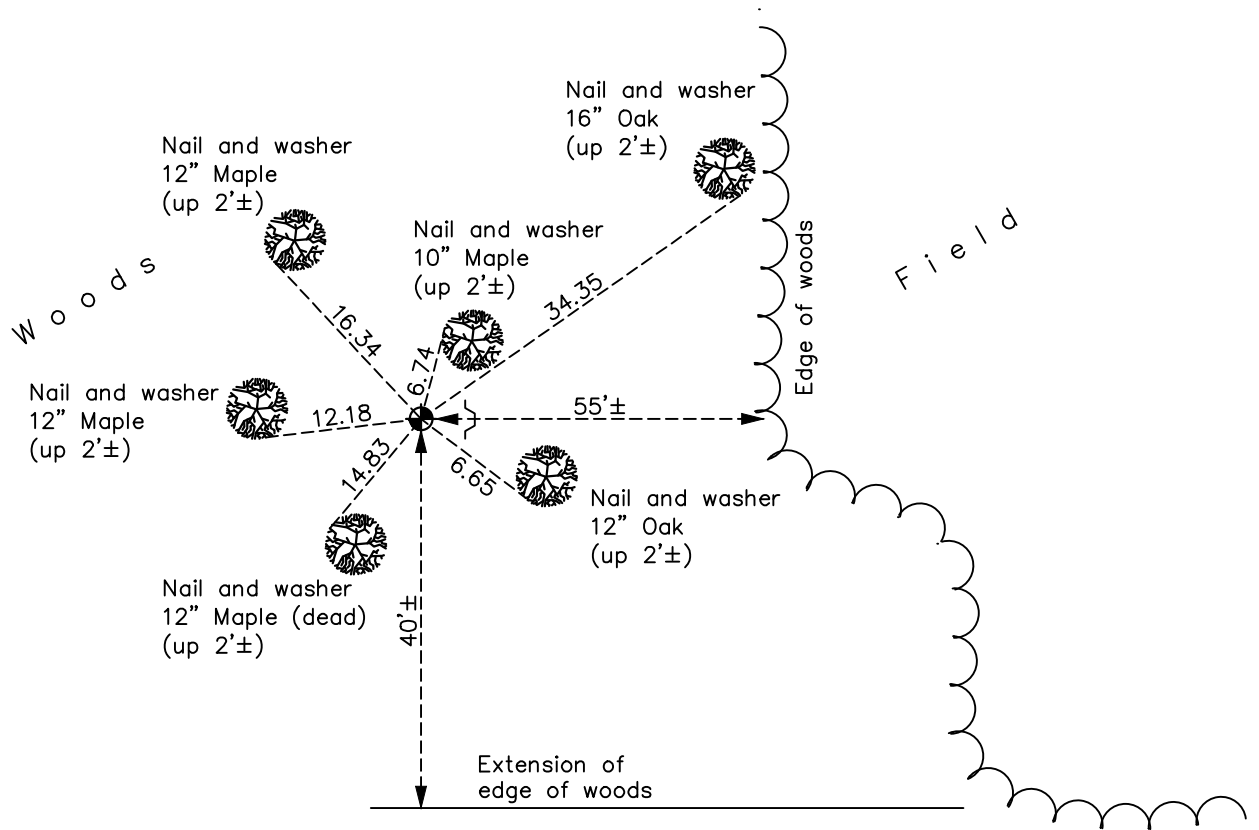 Nail and washer
16” Oak
(up 2’±)
Nail and washer
12” Maple
(up 2’±)
Nail and washer
10” Maple
(up 2’±)
Field
Woods
Edge of woods
34.35
16.34
6.74
Nail and washer
12” Maple
(up 2’±)
12.18
55’±
14.83
6.65
Nail and washer
12” Oak
(up 2’±)
Nail and washer
12” Maple (dead)
(up 2’±)
40’±
Extension of
edge of woods